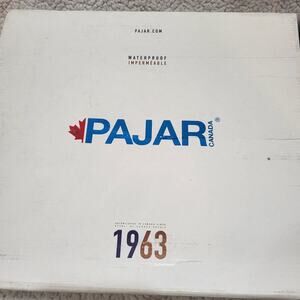 PAJAR.COM
WATERPROOF
IMPERMÉABLE
PAJAR®
CANADA
1963